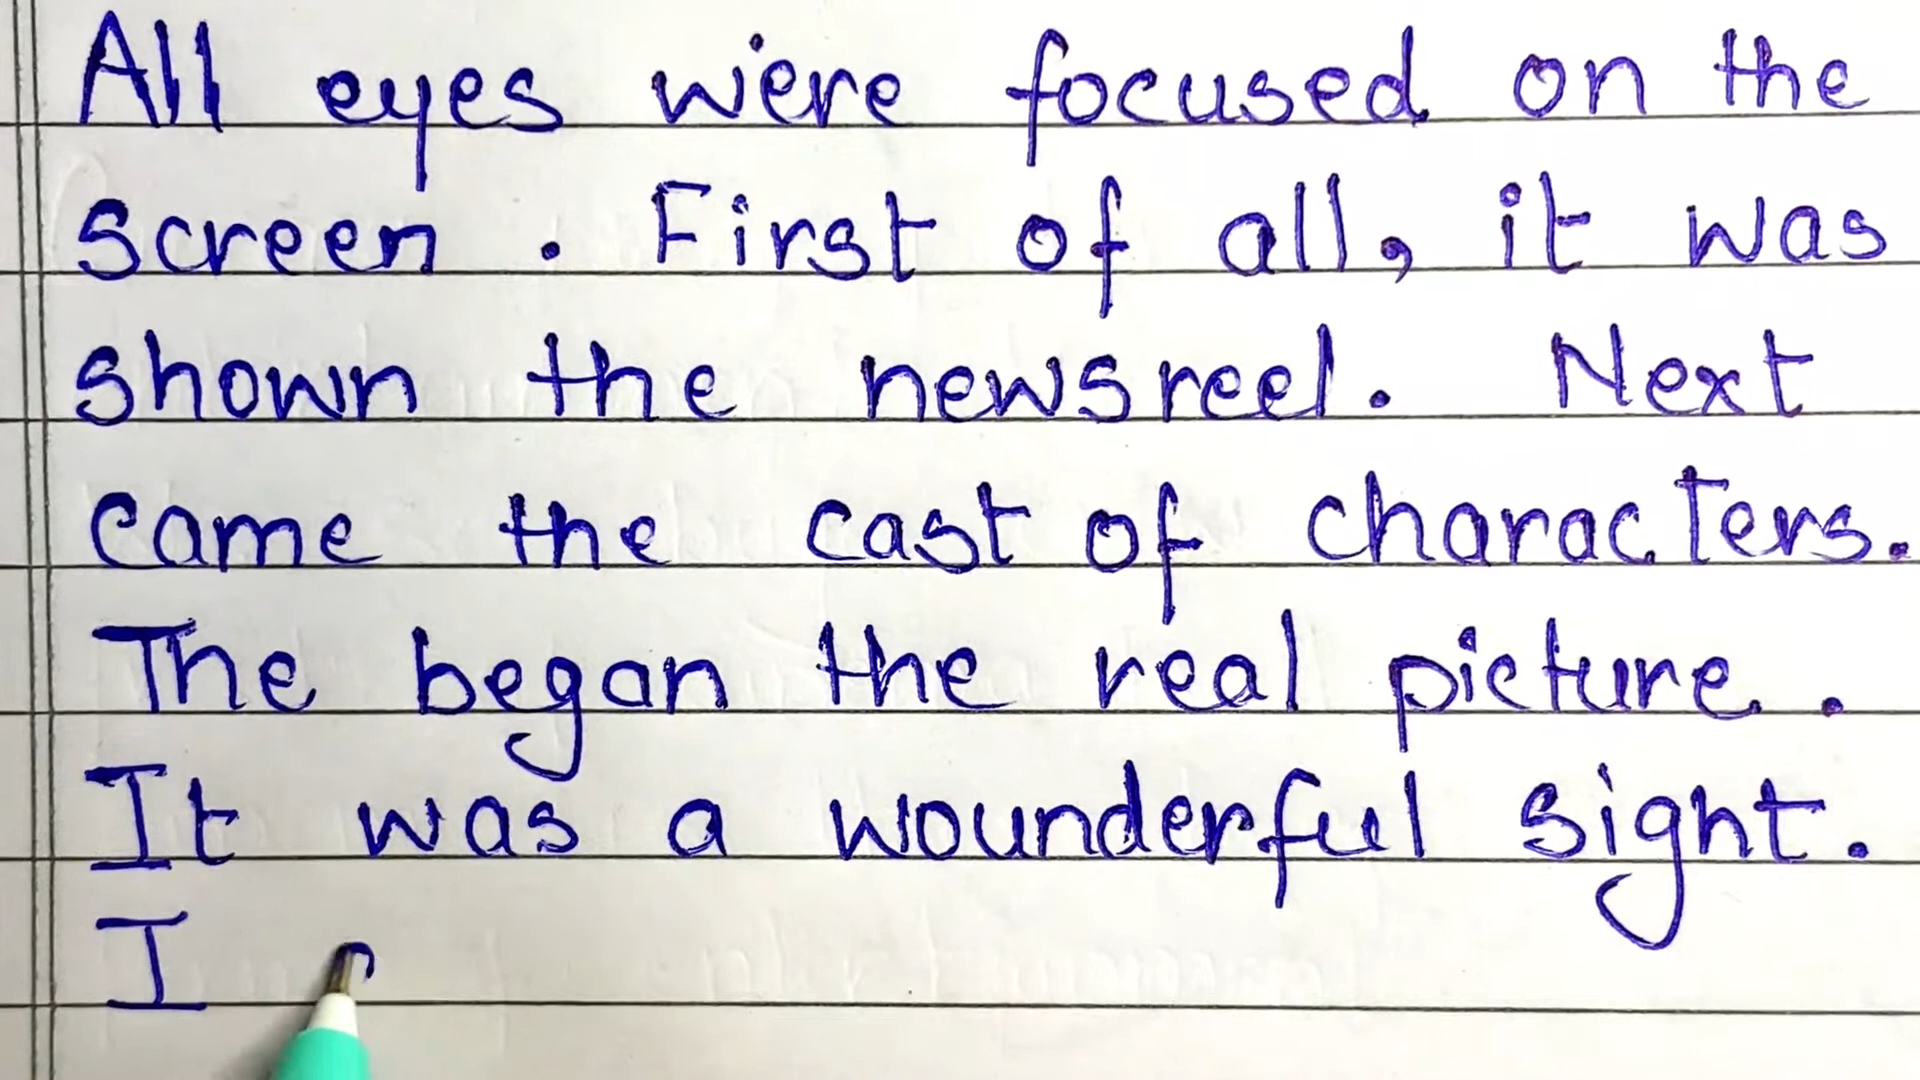 All eyes were focused on the
screen . First of all, it was
shown the newsreel. Next
came the cast of characters.
The began the real picture .
It was a wounderful sight.
I